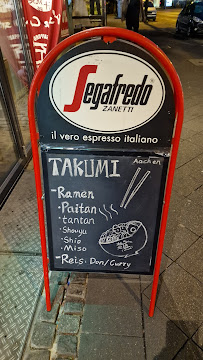 Segafredo
ZANETTI
il vero espresso italiano
TAKUMI
Aachen
-Ramen
-Paitan
tantan
-Shoyu
-Shio
-Miso
-Reis-Don/Curry